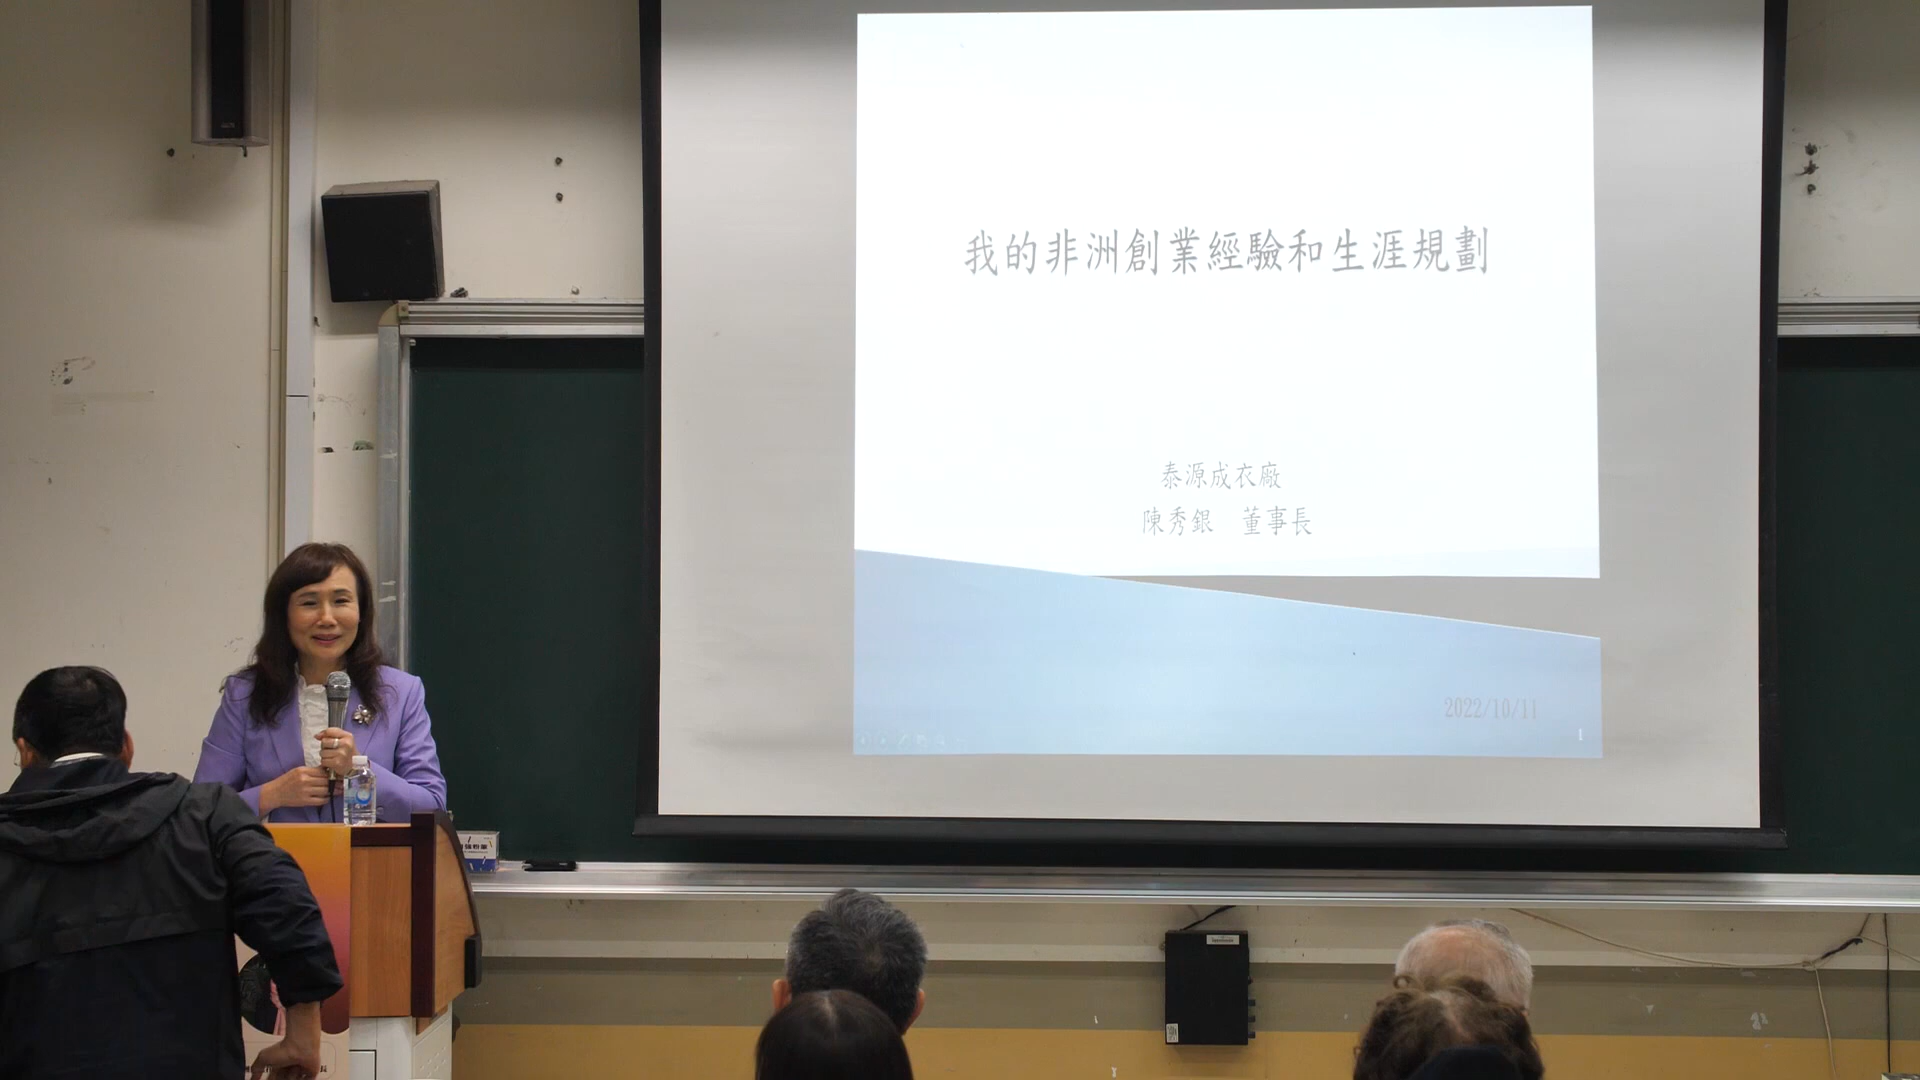 我的非洲創業經驗和生涯規劃
泰源成衣廠
陳秀銀　董事長
2022/10/11
1